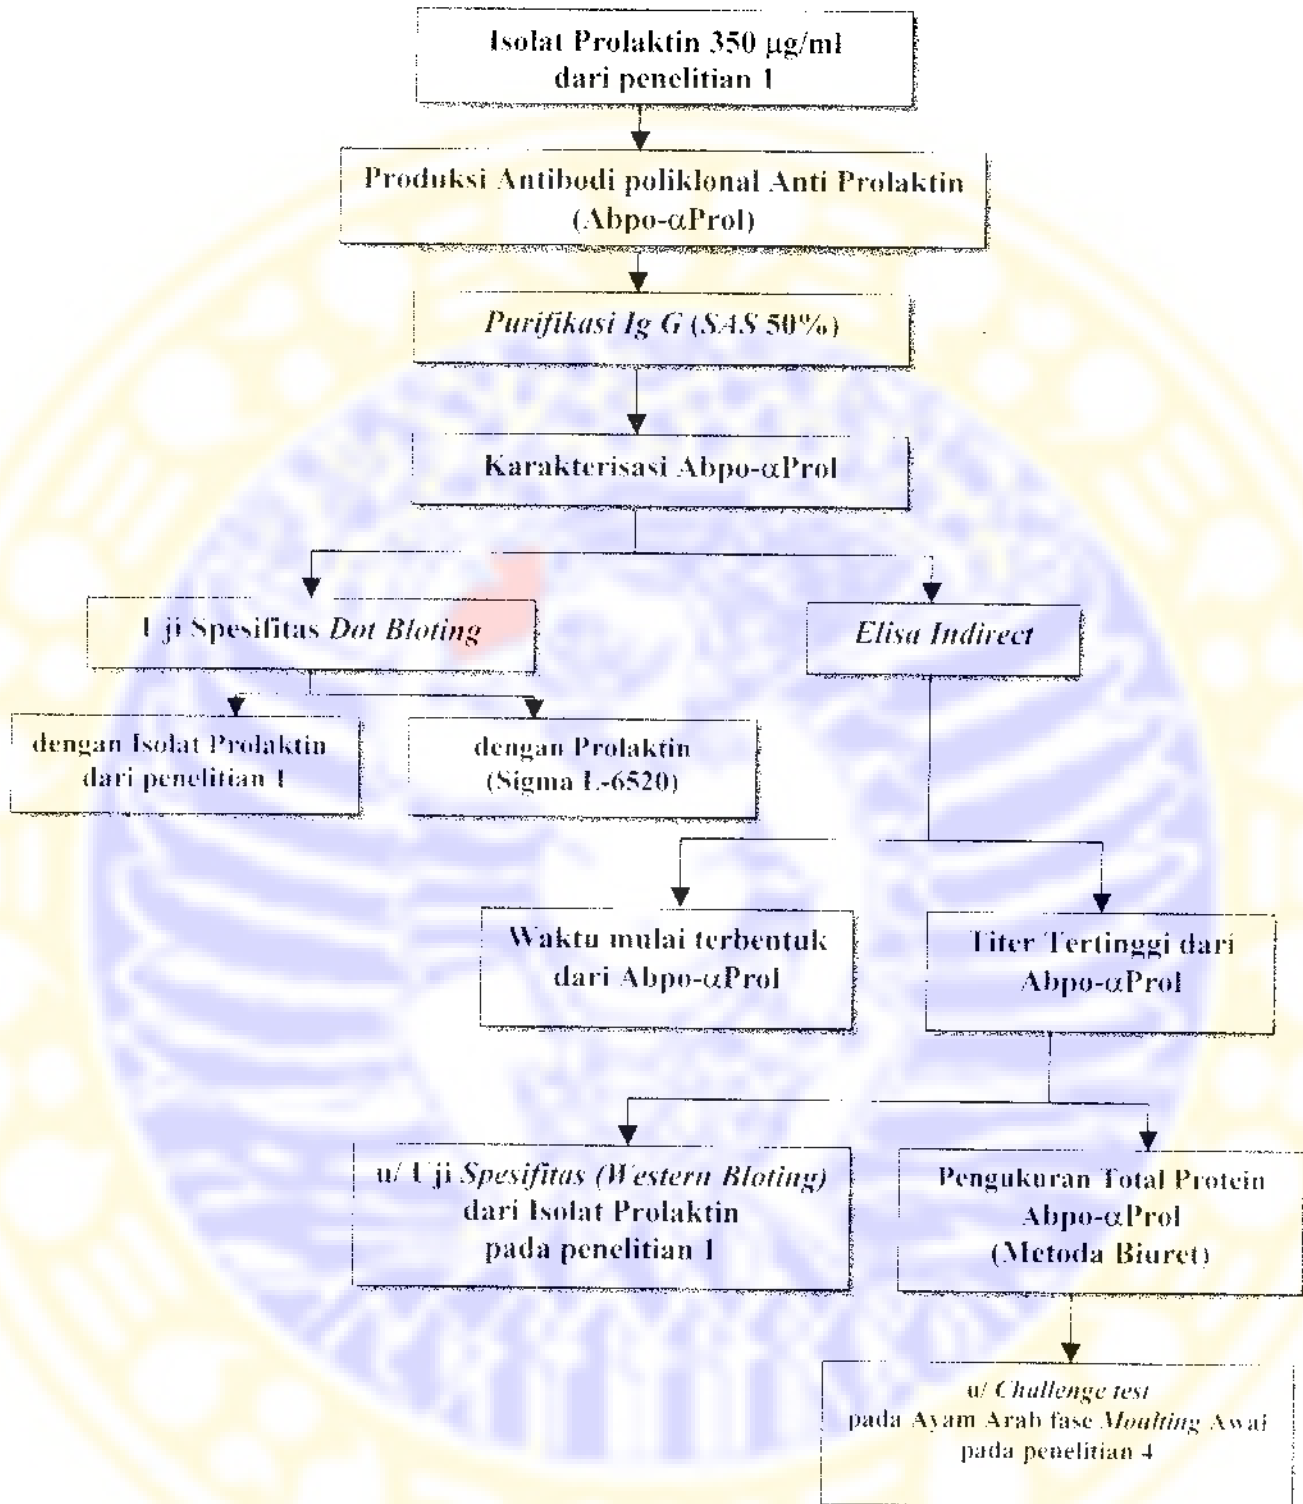 Isolat Prolaktin 350 µg/ml
dari penelitian 1
Produksi Antibodi poliklonal Anti Prolaktin
(Abpo-αProl)
Purifikasi Ig G (SAS 50%)
Karakterisasi Abpo-αProl
Uji Spesifitas Dot Bloting
Elisa Indirect
dengan Isolat Prolaktin
dari penelitian 1
dengan Prolaktin
(Sigma L-6520)
Waktu mulai terbentuk
dari Abpo-αProl
Titer Tertinggi dari
Abpo-αProl
u/ Uji Spesifitas (Western Bloting)
dari Isolat Prolaktin
pada penelitian 1
Pengukuran Total Protein
Abpo-αProl
(Metoda Biuret)
u/ Challenge test
pada Ayam Arab fase Moulting Awal
pada penelitian 4